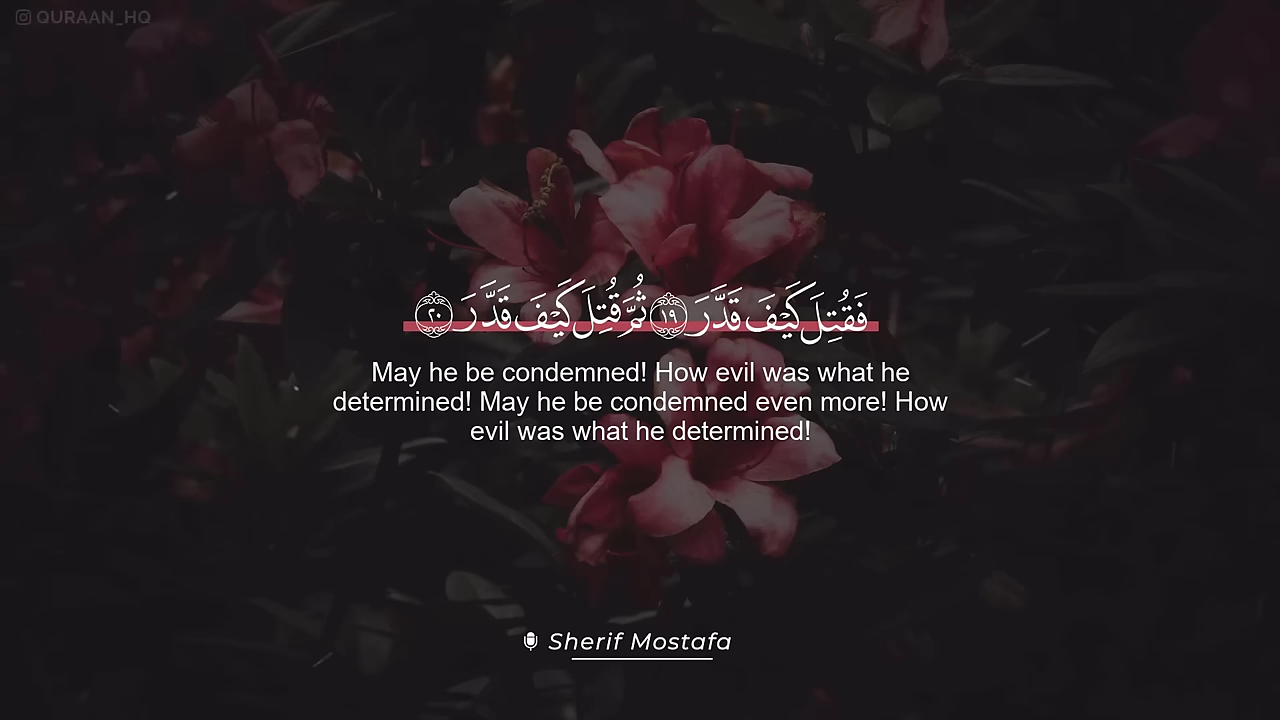 QURAAN_HQ
فَقُتِلَ كَيْفَ قَدَّرَ ١٩ ثُمَّ قُتِلَ كَيْفَ قَدَّرَ ٢٠
May he be condemned! How evil was what he
determined! May he be condemned even more! How
evil was what he determined!
Sherif Mostafa